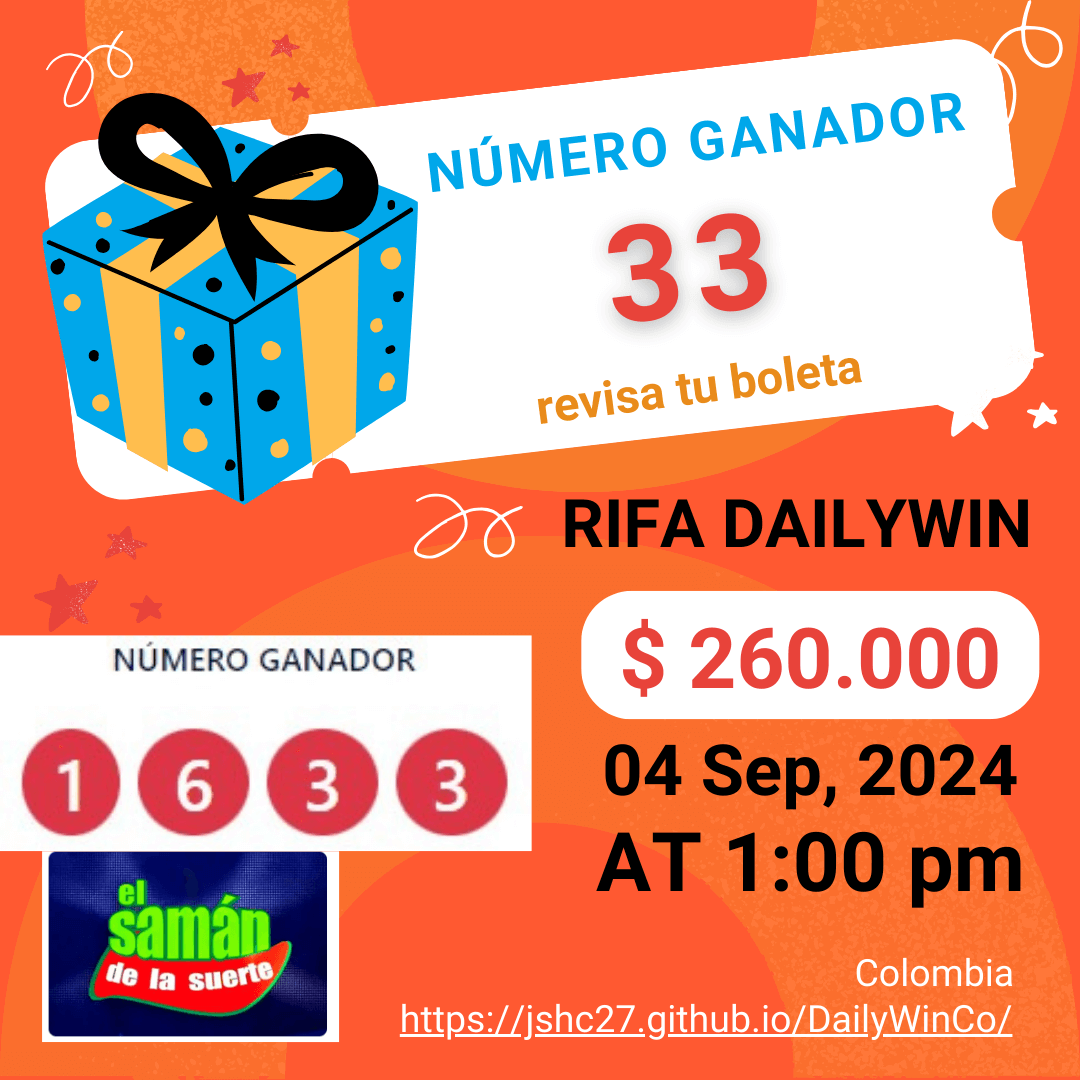 NÚMERO GANADOR
33
revisa tu boleta
RIFA DAILYWIN
$ 260.000
04 Sep, 2024
AT 1:00 pm
NÚMERO GANADOR
1 6 3 3
el
samán
de la suerte
Colombia
https://jshc27.github.io/DailyWinCo/